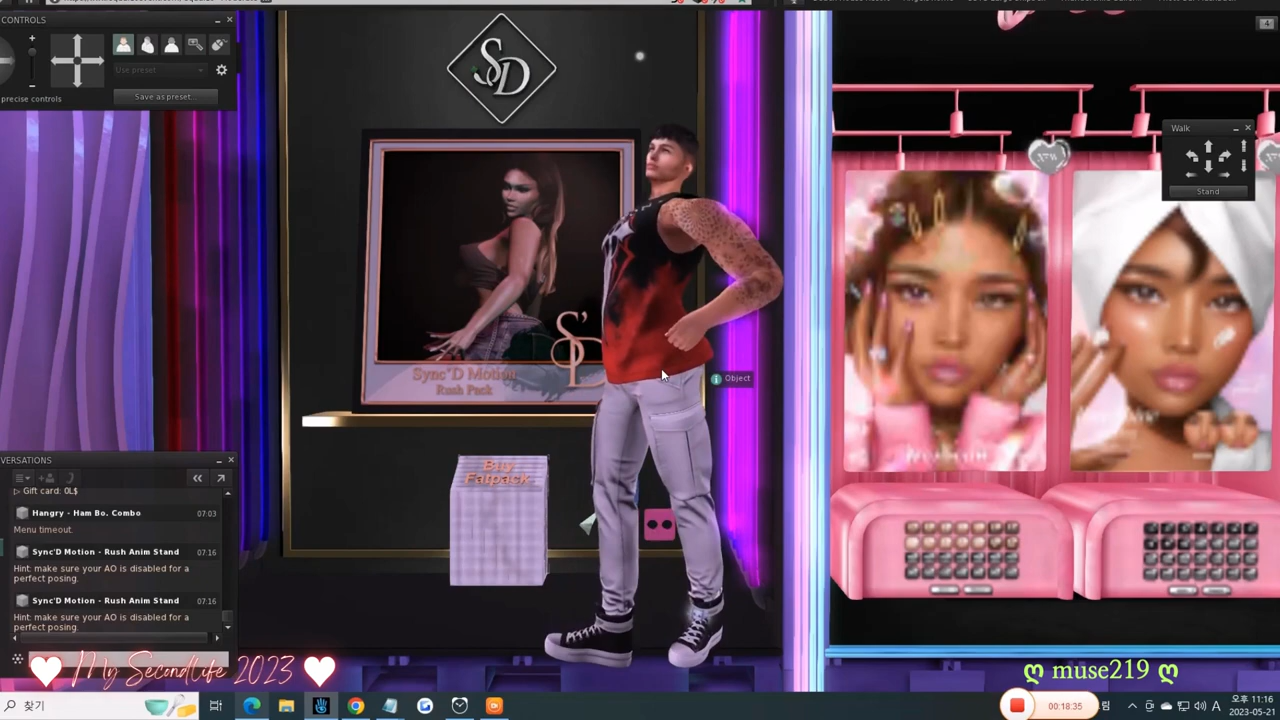 CONTROLS
Use preset
precise controls
Save as preset...
SD
Walk
Stand
S'D
Sync'D Motion
Rush Pack
Object
Buy
Fatpack
VERSATIONS
Gift card: 0L$
Hangry - Ham Bo. Combo 07:03
Menu timeout.
Sync'D Motion - Rush Anim Stand 07:16
Hint: make sure your AO is disabled for a
perfect posing.
Sync'D Motion - Rush Anim Stand 07:16
Hint: make sure your AO is disabled for a
perfect posing.
My Secondlife 2023
ღ muse219 ღ
찾기
00:18:35
림
A
오후 11:16
2023-05-21